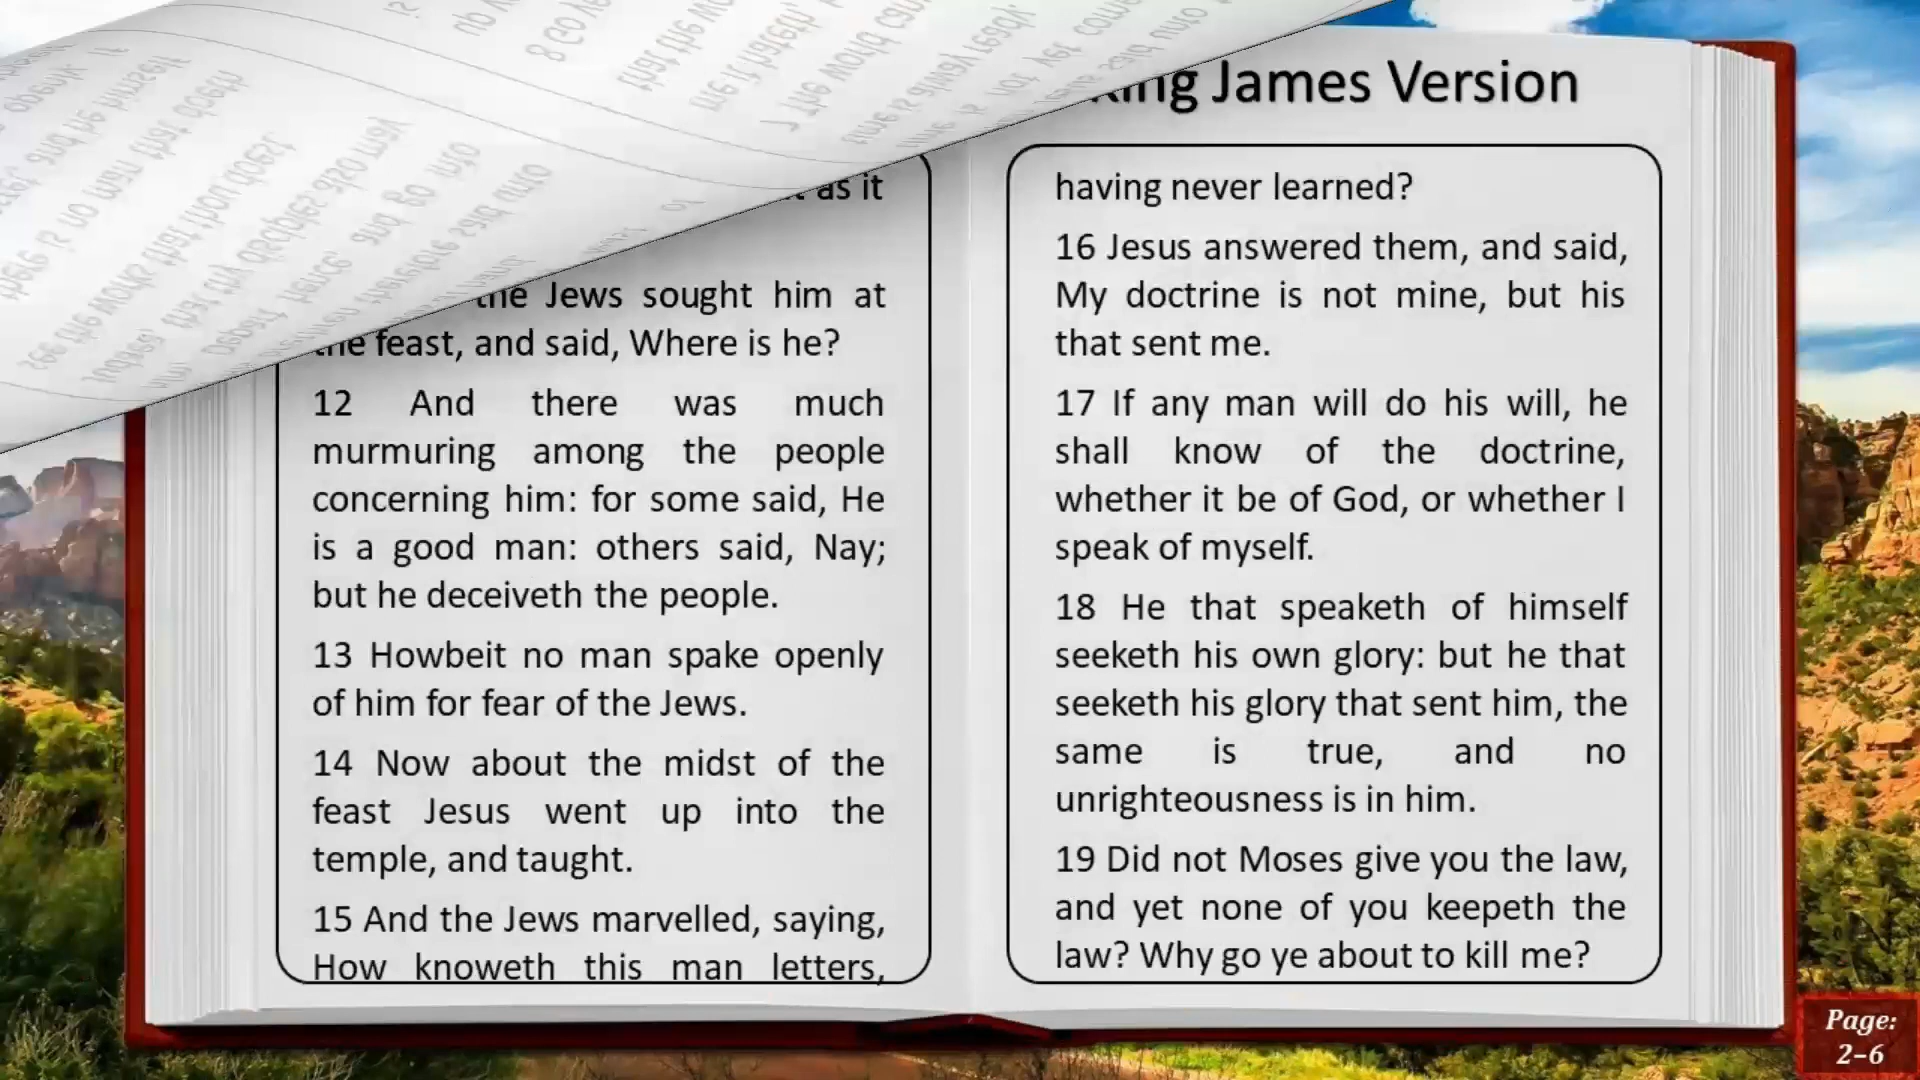 James Version
as it
Jews sought him at
the feast, and said, Where is he?
12 And there was much
murmuring among the people
concerning him: for some said, He
is a good man: others said, Nay;
but he deceiveth the people.
13 Howbeit no man spake openly
of him for fear of the Jews.
14 Now about the midst of the
feast Jesus went up into the
temple, and taught.
15 And the Jews marvelled, saying,
How knoweth this man letters,
having never learned?
16 Jesus answered them, and said,
My doctrine is not mine, but his
that sent me.
17 If any man will do his will, he
shall know of the doctrine,
whether it be of God, or whether I
speak of myself.
18 He that speaketh of himself
seeketh his own glory: but he that
seeketh his glory that sent him, the
same is true, and no
unrighteousness is in him.
19 Did not Moses give you the law,
and yet none of you keepeth the
law? Why go ye about to kill me?
Page:
2-6